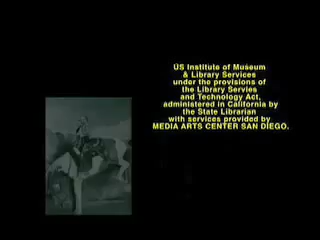 US Institute of Museum
& Library Services
under the provisions of
the Library Servies
and Technology Act,
administered in California by
the State Librarian
with services provided by
MEDIA ARTS CENTER SAN DIEGO.